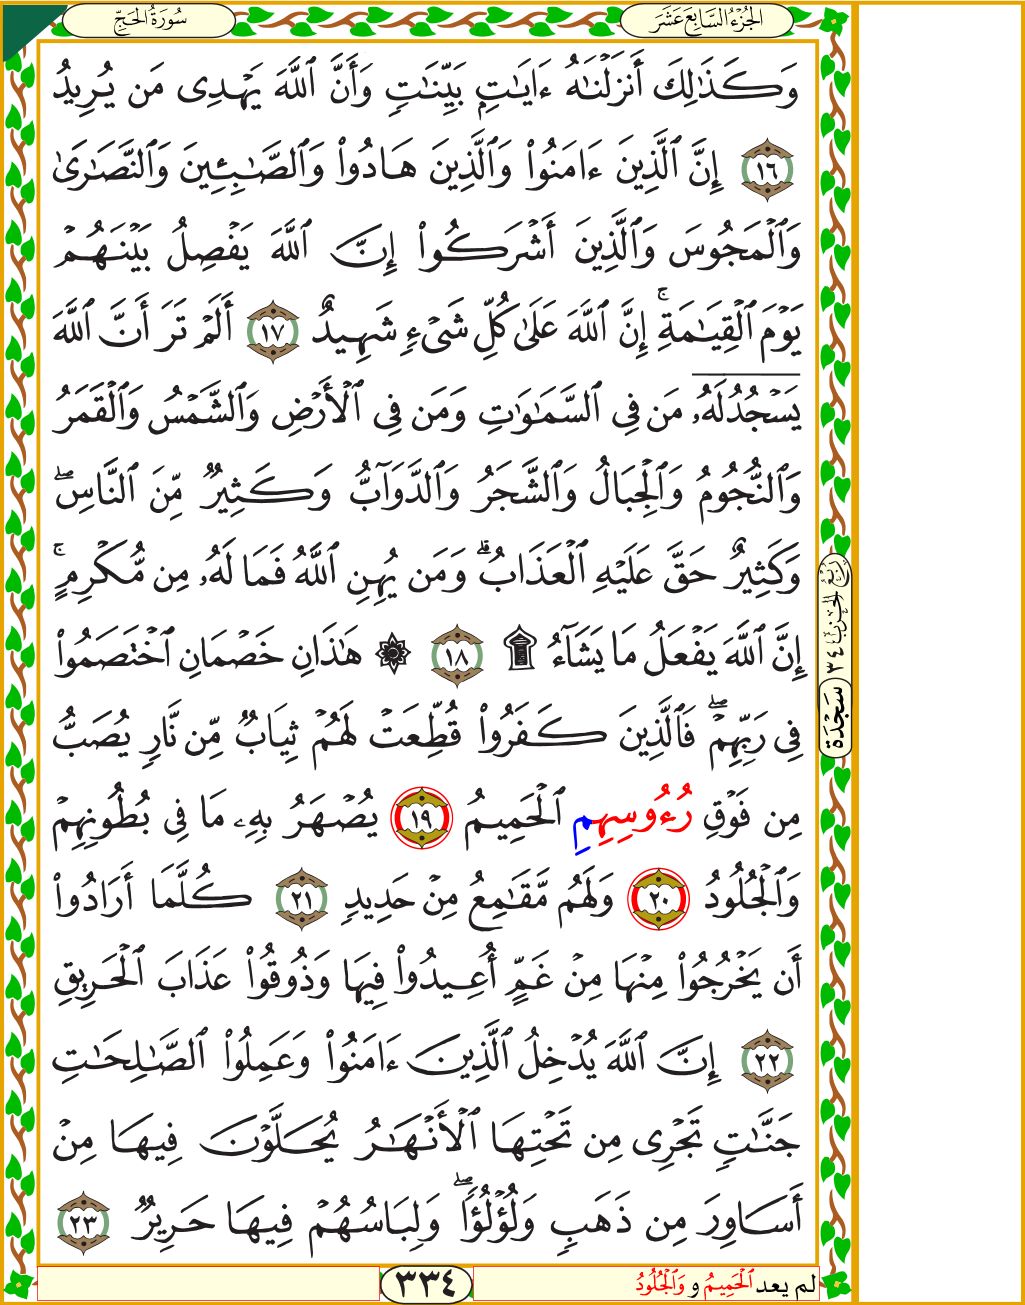 سُورَةُ الحَجِّ
الجُزْءُ السَّابِعَ عَشَرَ
وَكَذَٰلِكَ أَنزَلْنَٰهُ ءَايَٰتٍۭ بَيِّنَٰتٍ وَأَنَّ ٱللَّهَ يَهْدِى مَن يُرِيدُ
١٦ إِنَّ ٱلَّذِينَ ءَامَنُوا۟ وَٱلَّذِينَ هَادُوا۟ وَٱلصَّٰبِـِٔينَ وَٱلنَّصَٰرَىٰ
وَٱلْمَجُوسَ وَٱلَّذِينَ أَشْرَكُوٓا۟ إِنَّ ٱللَّهَ يَفْصِلُ بَيْنَهُمْ
يَوْمَ ٱلْقِيَٰمَةِ ۚ إِنَّ ٱللَّهَ عَلَىٰ كُلِّ شَىْءٍ شَهِيدٌ ١٧ أَلَمْ تَرَ أَنَّ ٱللَّهَ
يَسْجُدُ لَهُۥ مَن فِى ٱلسَّمَٰوَٰتِ وَمَن فِى ٱلْأَرْضِ وَٱلشَّمْسُ وَٱلْقَمَرُ
وَٱلنُّجُومُ وَٱلْجِبَالُ وَٱلشَّجَرُ وَٱلدَّوَآبُّ وَكَثِيرٌ مِّنَ ٱلنَّاسِ ۖ
وَكَثِيرٌ حَقَّ عَلَيْهِ ٱلْعَذَابُ ۗ وَمَن يُهِنِ ٱللَّهُ فَمَا لَهُۥ مِن مُّكْرِمٍ ۚ
إِنَّ ٱللَّهَ يَفْعَلُ مَا يَشَآءُ ۩ ١٨ ۞ هَٰذَانِ خَصْمَانِ ٱخْتَصَمُوا۟
فِى رَبِّهِمْ ۖ فَٱلَّذِينَ كَفَرُوا۟ قُطِّعَتْ لَهُمْ ثِيَابٌ مِّن نَّارٍ يُصَبُّ
مِن فَوْقِ رُءُوسِهِمِ ٱلْحَمِيمُ ١٩ يُصْهَرُ بِهِۦ مَا فِى بُطُونِهِمْ
وَٱلْجُلُودُ ٢٠ وَلَهُم مَّقَٰمِعُ مِنْ حَدِيدٍ ٢١ كُلَّمَآ أَرَادُوٓا۟
أَن يَخْرُجُوا۟ مِنْهَا مِنْ غَمٍّ أُعِيدُوا۟ فِيهَا وَذُوقُوا۟ عَذَابَ ٱلْحَرِيقِ
٢٢ إِنَّ ٱللَّهَ يُدْخِلُ ٱلَّذِينَ ءَامَنُوا۟ وَعَمِلُوا۟ ٱلصَّٰلِحَٰتِ
جَنَّٰتٍ تَجْرِى مِن تَحْتِهَا ٱلْأَنْهَٰرُ يُحَلَّوْنَ فِيهَا مِنْ
أَسَاوِرَ مِن ذَهَبٍ وَلُؤْلُؤًا ۖ وَلِبَاسُهُمْ فِيهَا حَرِيرٌ ٢٣
رُبْعُ الحِزْب ٣٤
سَجْدَة
لم يعد ٱلْحَمِيمُ و وَٱلْجُلُودُ
٣٣٤